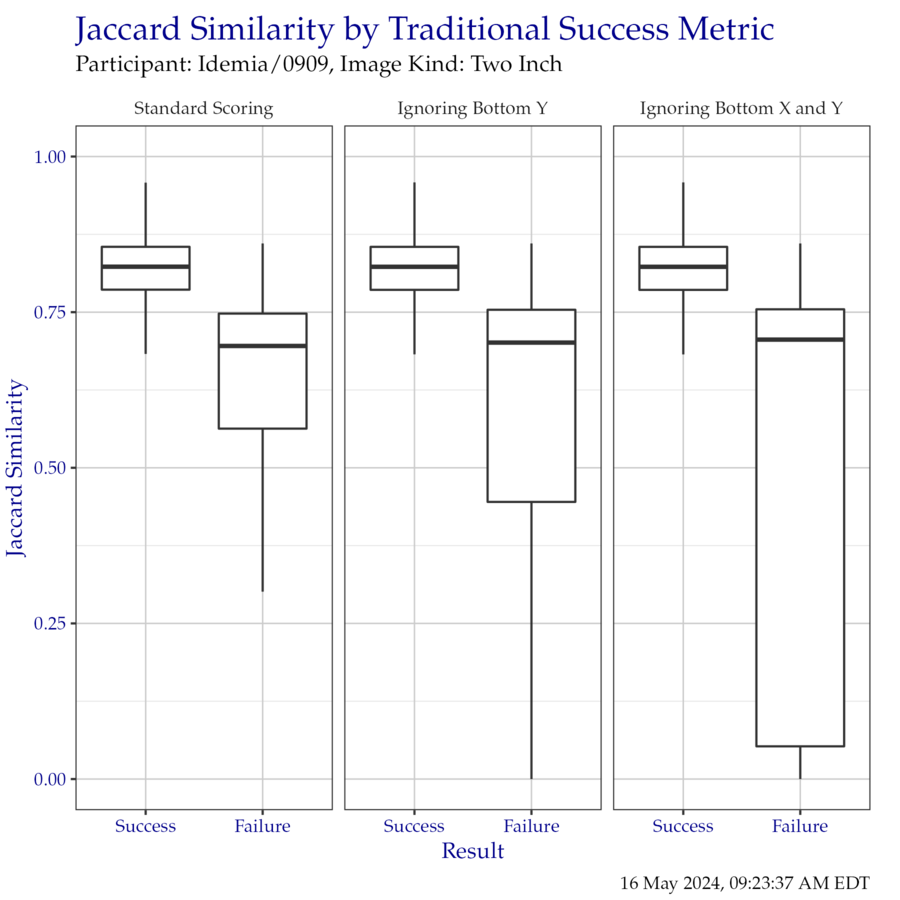 Jaccard Similarity by Traditional Success Metric
Participant: Idemia/0909, Image Kind: Two Inch
Standard Scoring
Ignoring Bottom Y
Ignoring Bottom X and Y
Jaccard Similarity
1.00
0.75
0.50
0.25
0.00
Success
Failure
Success
Failure
Success
Failure
Result
16 May 2024, 09:23:37 AM EDT